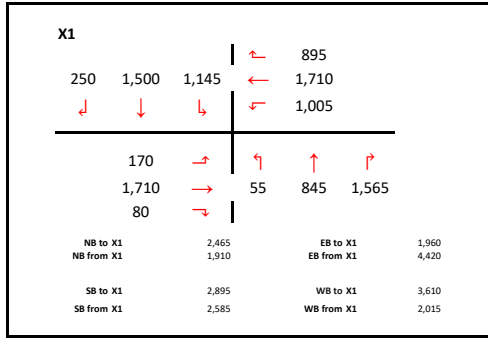 X1
895
250 1,500 1,145 1,710
1,005
170
1,710 55 845 1,565
80
NB to X1 2,465 EB to X1 1,960
NB from X1 1,910 EB from X1 4,420
SB to X1 2,895 WB to X1 3,610
SB from X1 2,585 WB from X1 2,015